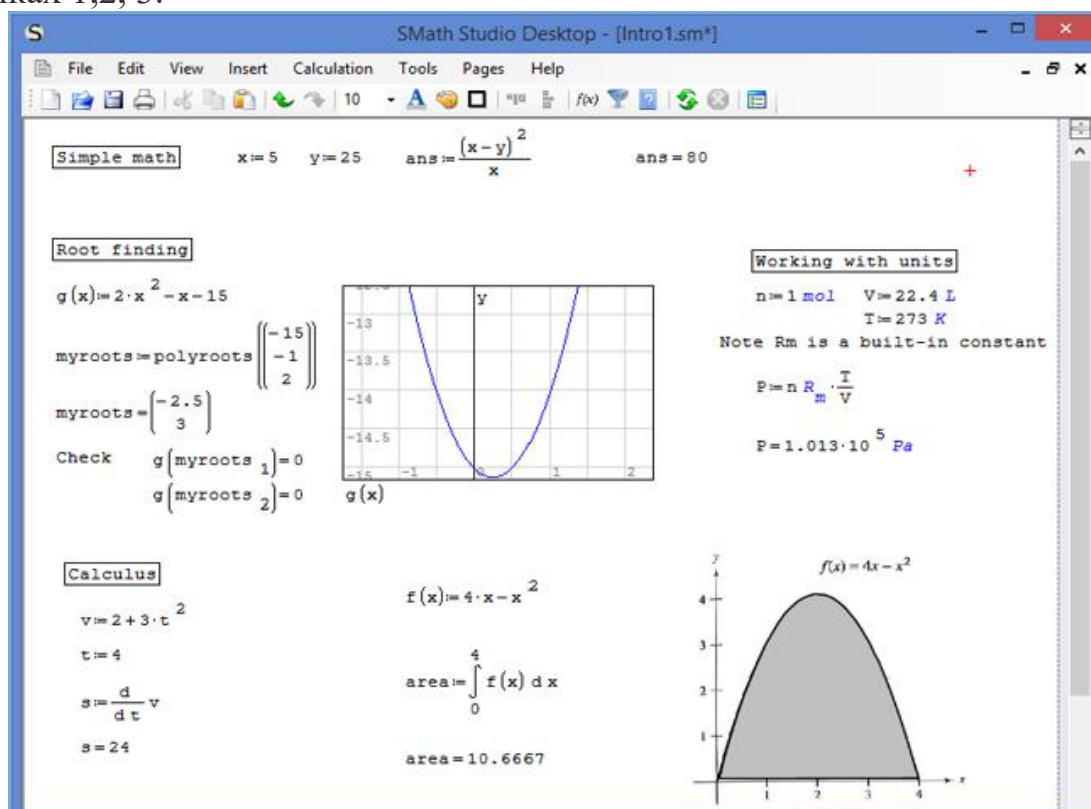 1,2, 3.
SMath Studio Desktop - [Intro1.sm*]
File Edit View Insert Calculation Tools Pages Help
10 f(x)
Simple math x≔5 y≔25 ans≔(x-y)^2/x ans=80
Root finding
g(x)≔2·x^2-x-15
myroots≔polyroots((-15 -1 2))
myroots=(-2.5 3)
Check g(myroots 1)=0
g(myroots 2)=0
y
-13
-13.5
-14
-14.5
-15 -1 0 1 2
g(x)
Working with units
n≔1 mol V≔22.4 L
T≔273 K
Note Rm is a built-in constant
P≔n R_m·T/V
P=1.013·10^5 Pa
Calculus
v≔2+3·t^2
t≔4
s≔d/dt v
s=24
f(x)≔4·x-x^2
area≔∫_0^4 f(x) d x
area=10.6667
y
f(x) = 4x – x^2
4
3
2
1
1 2 3 4 x